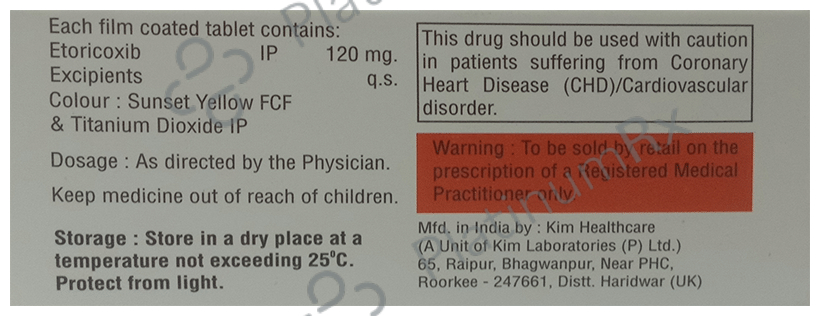 Each film coated tablet contains:
Etoricoxib IP 120 mg.
Excipients q.s.
Colour : Sunset Yellow FCF
& Titanium Dioxide IP
Dosage : As directed by the Physician.
Keep medicine out of reach of children.
Storage : Store in a dry place at a
temperature not exceeding 25⁰C.
Protect from light.
This drug should be used with caution
in patients suffering from Coronary
Heart Disease (CHD)/Cardiovascular
disorder.
Warning : To be sold by retail on the
prescription of a Registered Medical
Practitioner only.
Mfd. in India by : Kim Healthcare
(A Unit of Kim Laboratories (P) Ltd.)
65, Raipur, Bhagwanpur, Near PHC,
Roorkee - 247661, Distt. Haridwar (UK)
PlatinumRx